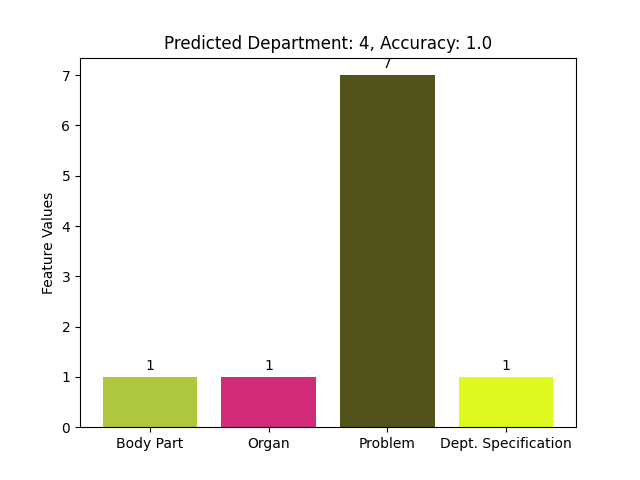 Predicted Department: 4, Accuracy: 1.0
Feature Values
7
6
5
4
3
2
1
0
1
1
7
1
Body Part
Organ
Problem
Dept. Specification